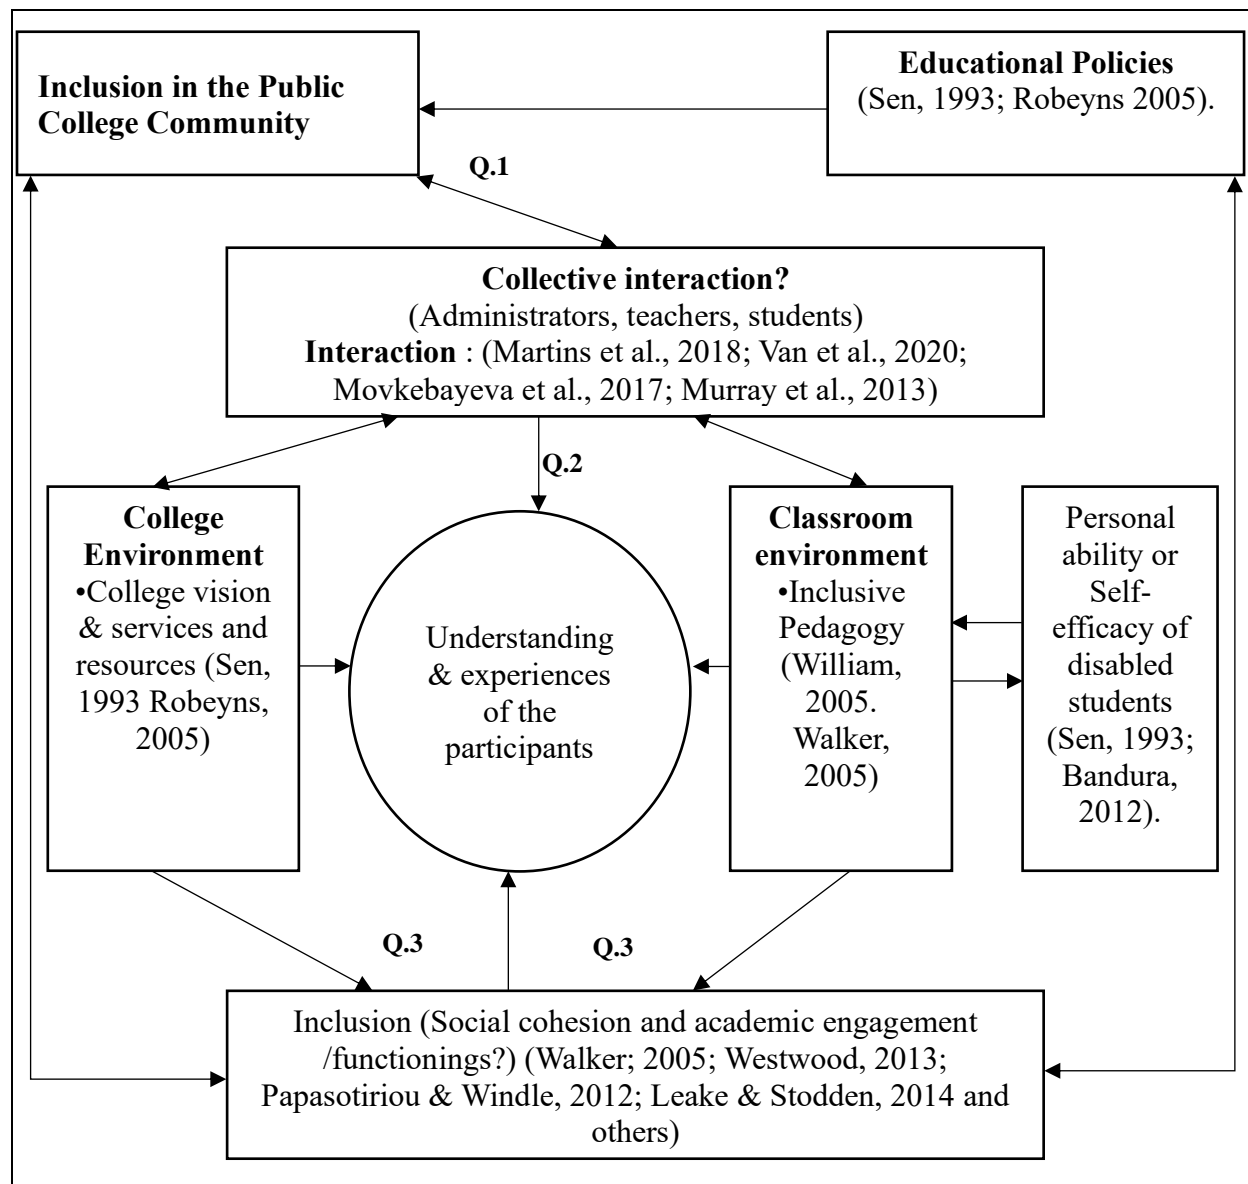 Inclusion in the Public
College Community
Educational Policies
(Sen, 1993; Robeyns 2005).
Q.1
Collective interaction?
(Administrators, teachers, students)
Interaction : (Martins et al., 2018; Van et al., 2020;
Movkebayeva et al., 2017; Murray et al., 2013)
Q.2
College
Environment
•College vision
& services and
resources (Sen,
1993 Robeyns,
2005)
Understanding
& experiences
of the
participants
Classroom
environment
•Inclusive
Pedagogy
(William,
2005.
Walker,
2005)
Personal
ability or
Self-
efficacy of
disabled
students
(Sen, 1993;
Bandura,
2012).
Q.3
Q.3
Inclusion (Social cohesion and academic engagement
/functionings?) (Walker; 2005; Westwood, 2013;
Papasotiriou & Windle, 2012; Leake & Stodden, 2014 and
others)